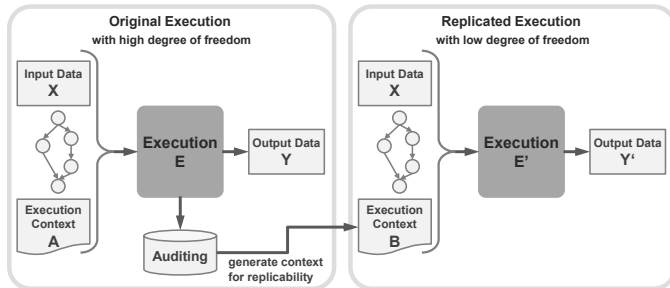 Original Execution
with high degree of freedom
Input Data
X
Execution
E
Output Data
Y
Execution
Context
A
Auditing
generate context
for replicability
Replicated Execution
with low degree of freedom
Input Data
X
Execution
E'
Output Data
Y'
Execution
Context
B